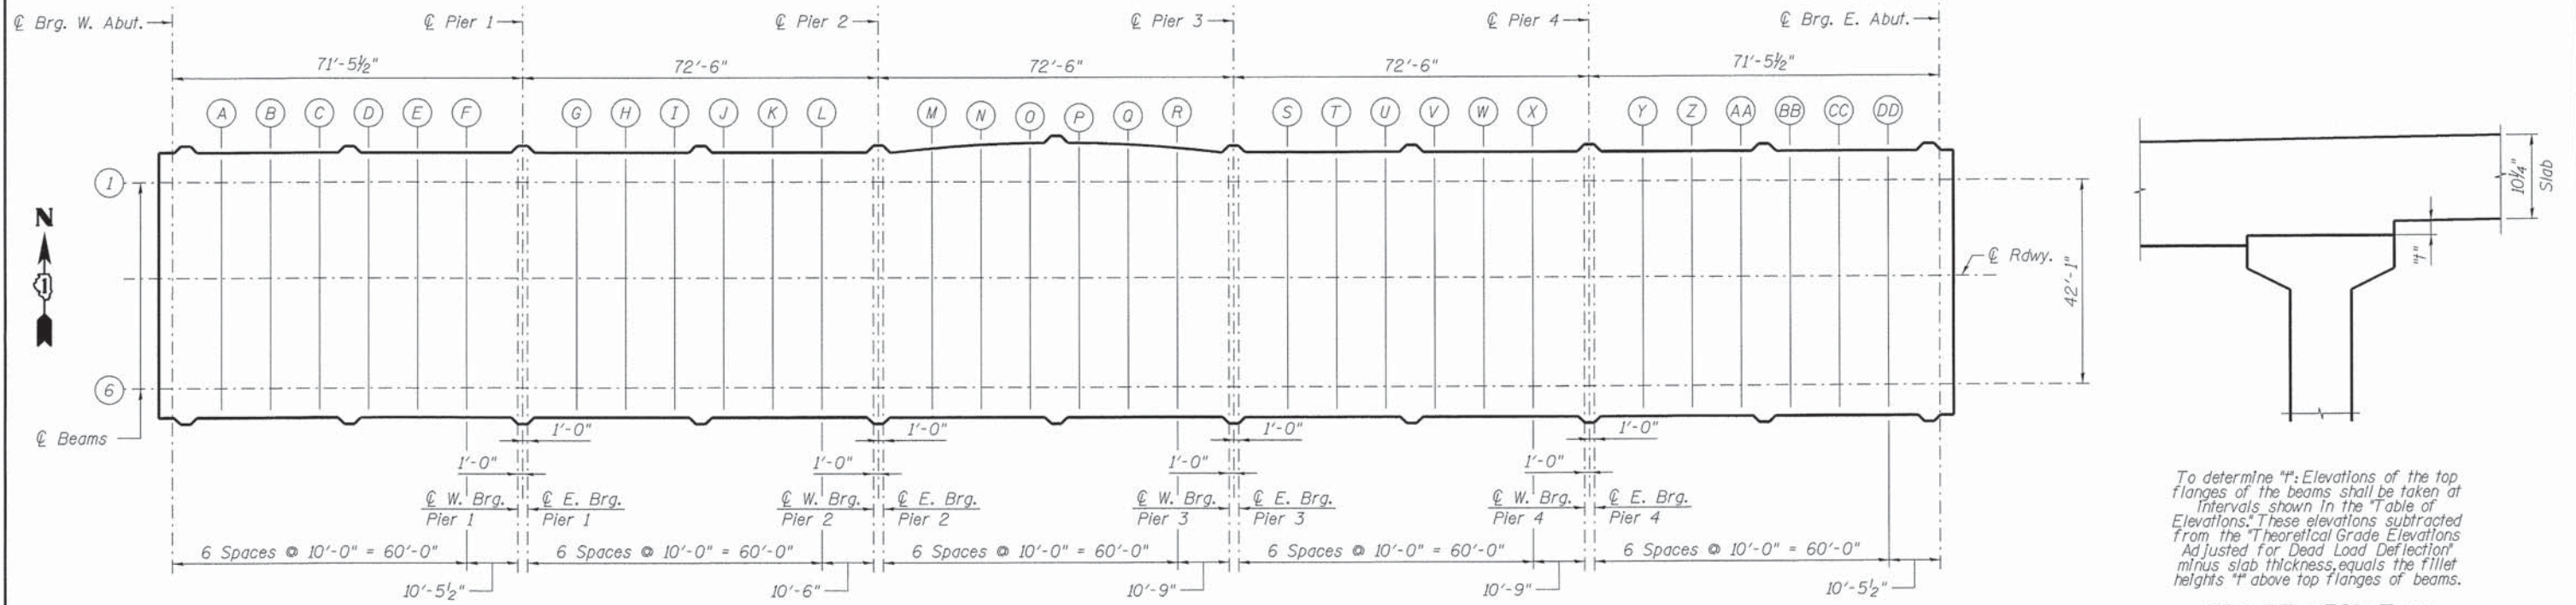 ℄ Brg. W. Abut.
℄ Pier 1
℄ Pier 2
℄ Pier 3
℄ Pier 4
℄ Brg. E. Abut.
71'-5½"
72'-6"
72'-6"
72'-6"
71'-5½"
A B C D E F G H I J K L M N O P Q R S T U V W X Y Z AA BB CC DD
1
N
1
6
℄ Beams
℄ Rdwy.
42'-1"
10¼"
Slab
"t"
1'-0"
1'-0"
1'-0"
1'-0"
1'-0"
1'-0"
1'-0"
1'-0"
℄ W. Brg.
Pier 1
℄ E. Brg.
Pier 1
℄ W. Brg.
Pier 2
℄ E. Brg.
Pier 2
℄ W. Brg.
Pier 3
℄ E. Brg.
Pier 3
℄ W. Brg.
Pier 4
℄ E. Brg.
Pier 4
6 Spaces @ 10'-0" = 60'-0"
6 Spaces @ 10'-0" = 60'-0"
6 Spaces @ 10'-0" = 60'-0"
6 Spaces @ 10'-0" = 60'-0"
6 Spaces @ 10'-0" = 60'-0"
10'-5½"
10'-6"
10'-9"
10'-9"
10'-5½"
To determine "t": Elevations of the top
flanges of the beams shall be taken at
intervals shown in the "Table of
Elevations." These elevations subtracted
from the "Theoretical Grade Elevations
Adjusted for Dead Load Deflection"
minus slab thickness, equals the fillet
heights "t" above top flanges of beams.